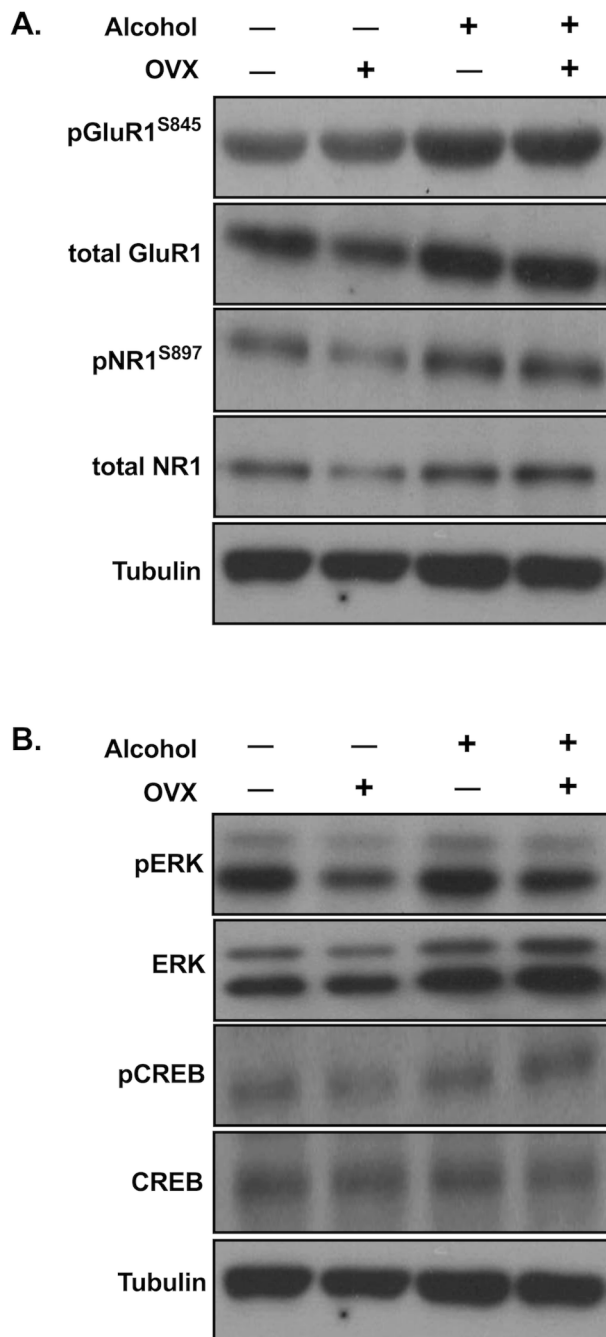 A.
Alcohol — — + +
OVX — + — +
pGluR1S845
total GluR1
pNR1S897
total NR1
Tubulin
B.
Alcohol — — + +
OVX — + — +
pERK
ERK
pCREB
CREB
Tubulin